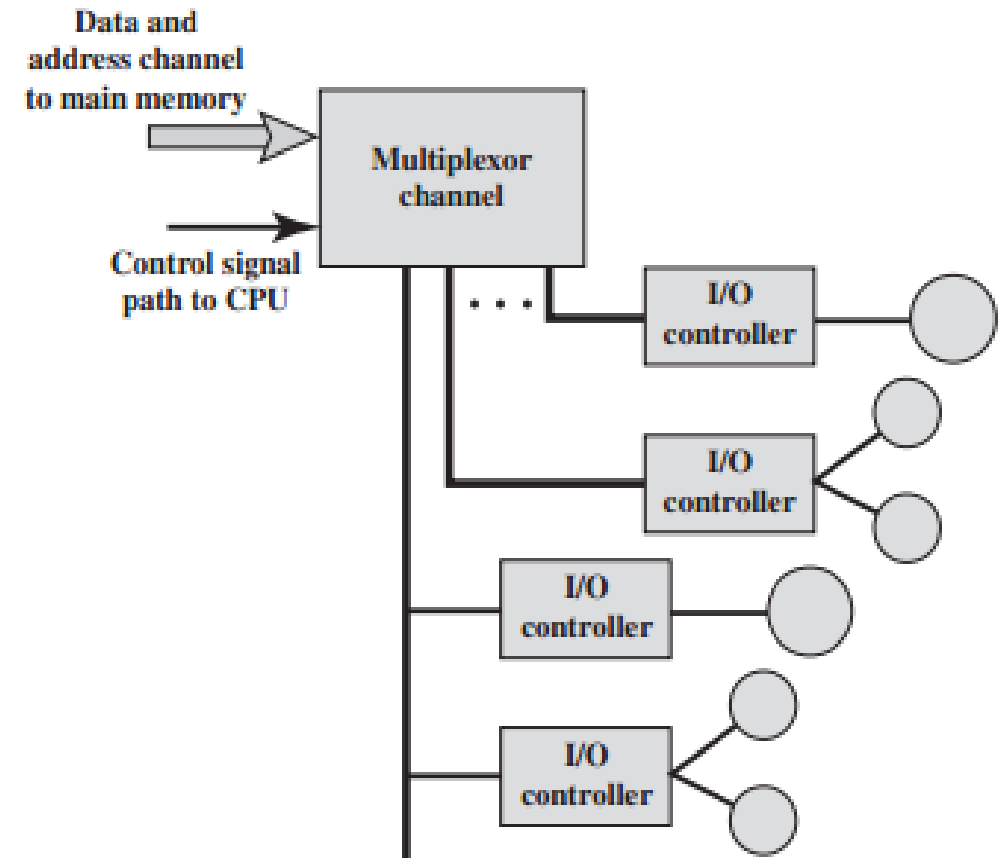 Data and
address channel
to main memory
Multiplexor
channel
Control signal
path to CPU
. . .
I/O
controller
I/O
controller
I/O
controller
I/O
controller